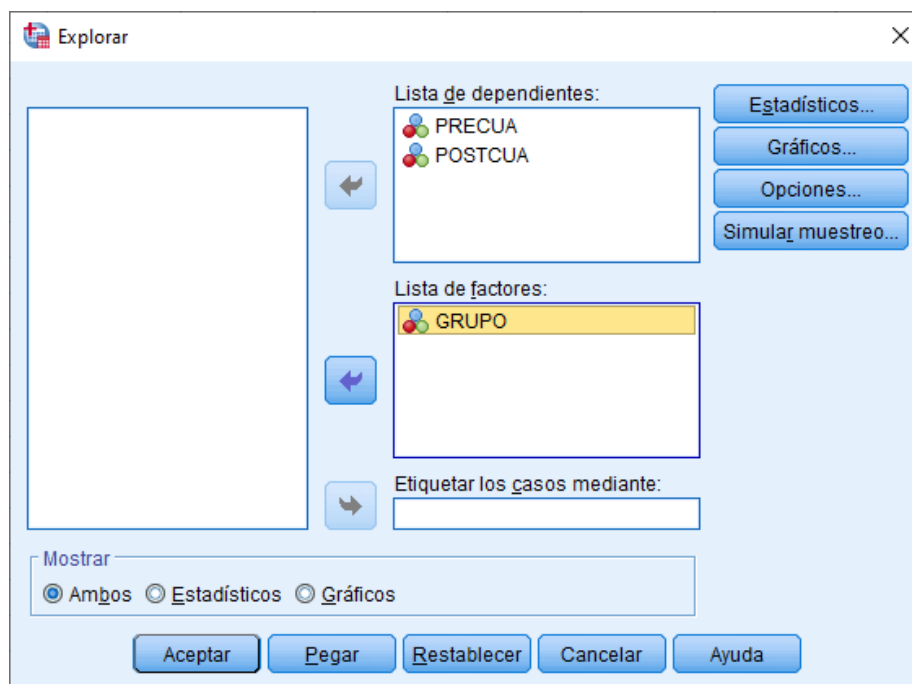 Explorar
Lista de dependientes:
PRECUA
POSTCUA
Estadísticos...
Gráficos...
Opciones...
Simular muestreo...
Lista de factores:
GRUPO
Etiquetar los casos mediante:
Mostrar
Ambos Estadísticos Gráficos
Aceptar Pegar Restablecer Cancelar Ayuda